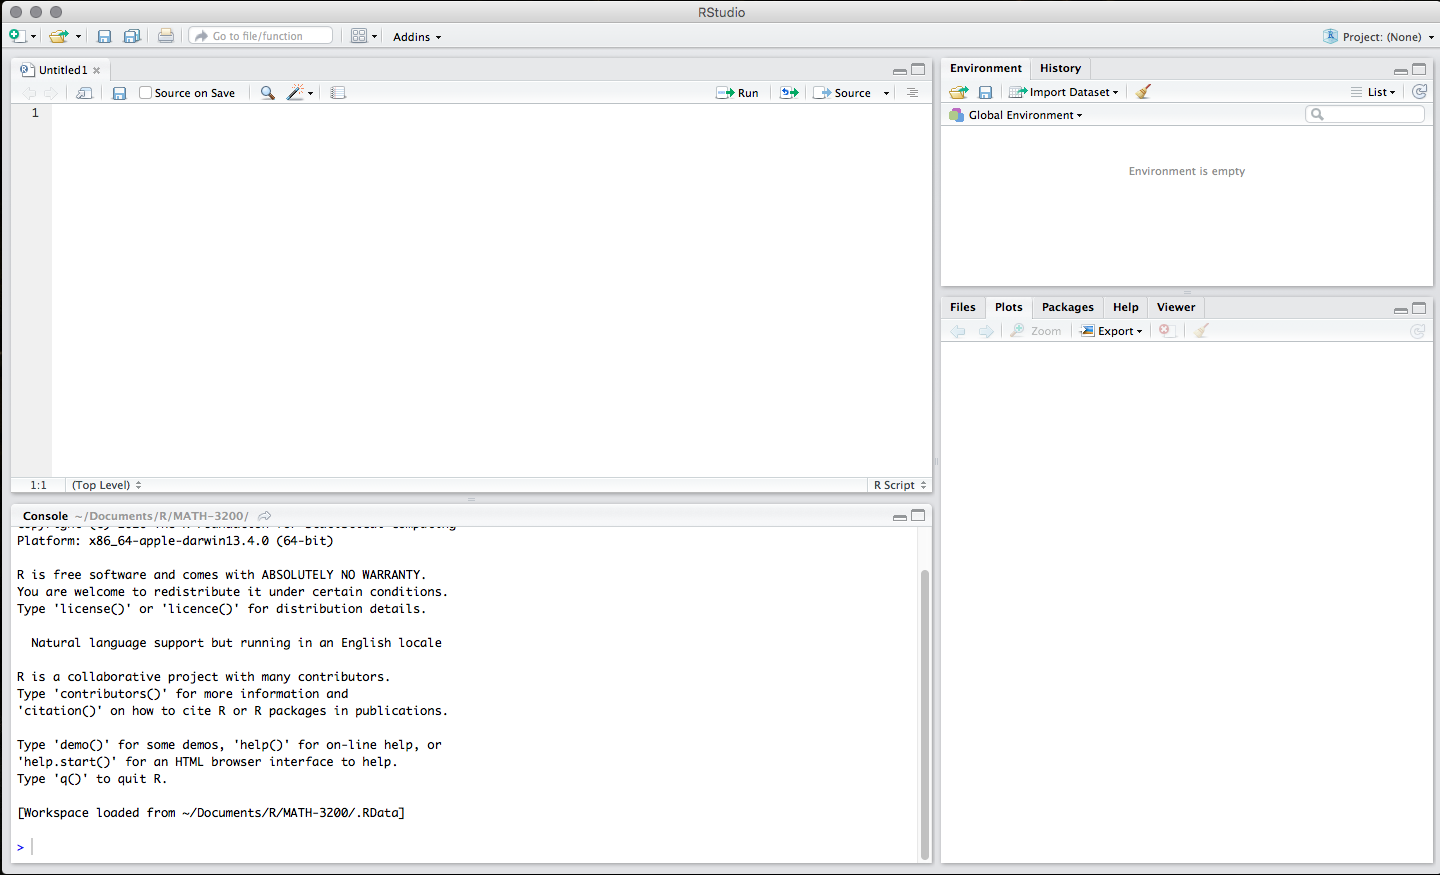 RStudio
Go to file/function
Addins
Project: (None)
Untitled1
Source on Save
Run
Source
1
1:1
(Top Level)
R Script
Console ~/Documents/R/MATH-3200/
Platform: x86_64-apple-darwin13.4.0 (64-bit)
R is free software and comes with ABSOLUTELY NO WARRANTY.
You are welcome to redistribute it under certain conditions.
Type 'license()' or 'licence()' for distribution details.
Natural language support but running in an English locale
R is a collaborative project with many contributors.
Type 'contributors()' for more information and
'citation()' on how to cite R or R packages in publications.
Type 'demo()' for some demos, 'help()' for on-line help, or
'help.start()' for an HTML browser interface to help.
Type 'q()' to quit R.
[Workspace loaded from ~/Documents/R/MATH-3200/.RData]
>
Environment History
Import Dataset
List
Global Environment
Environment is empty
Files Plots Packages Help Viewer
Zoom
Export